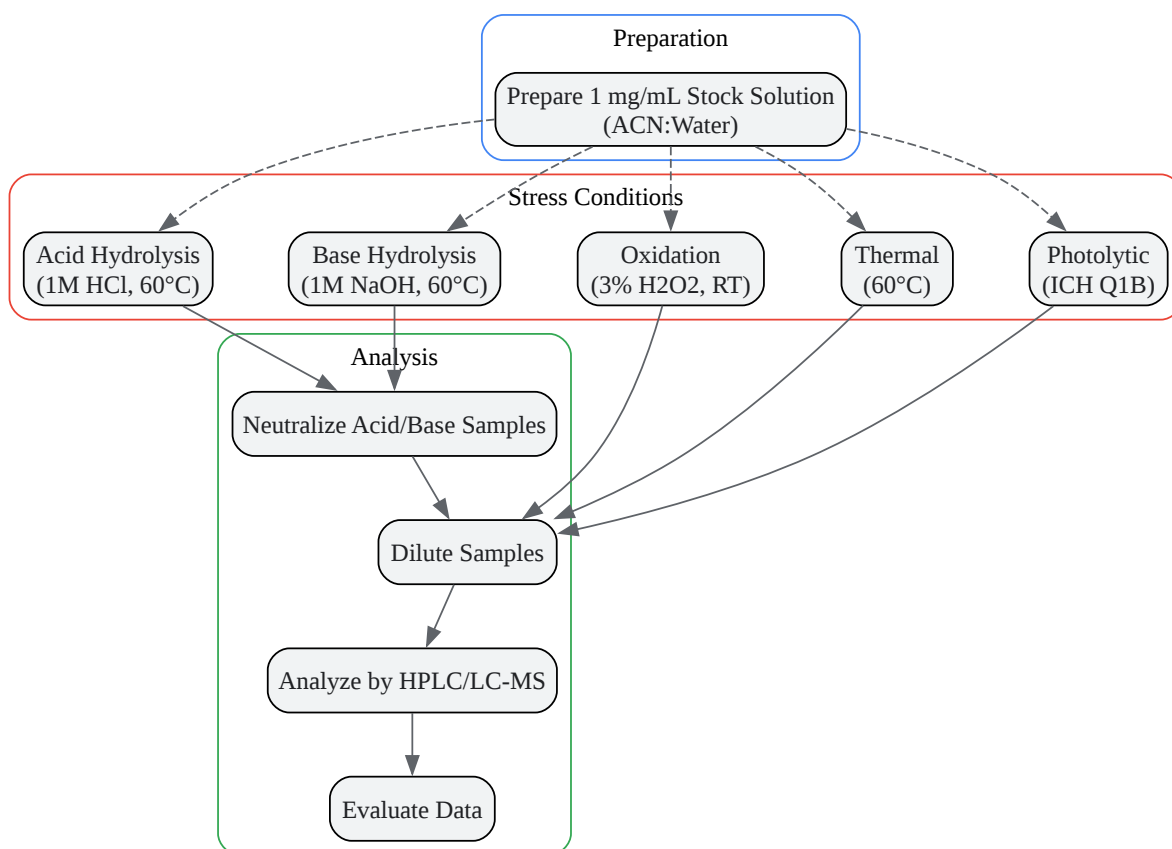 Preparation
Prepare 1 mg/mL Stock Solution
(ACN:Water)
Stress Conditions
Acid Hydrolysis
(1M HCl, 60°C)
Base Hydrolysis
(1M NaOH, 60°C)
Oxidation
(3% H2O2, RT)
Thermal
(60°C)
Photolytic
(ICH Q1B)
Analysis
Neutralize Acid/Base Samples
Dilute Samples
Analyze by HPLC/LC-MS
Evaluate Data